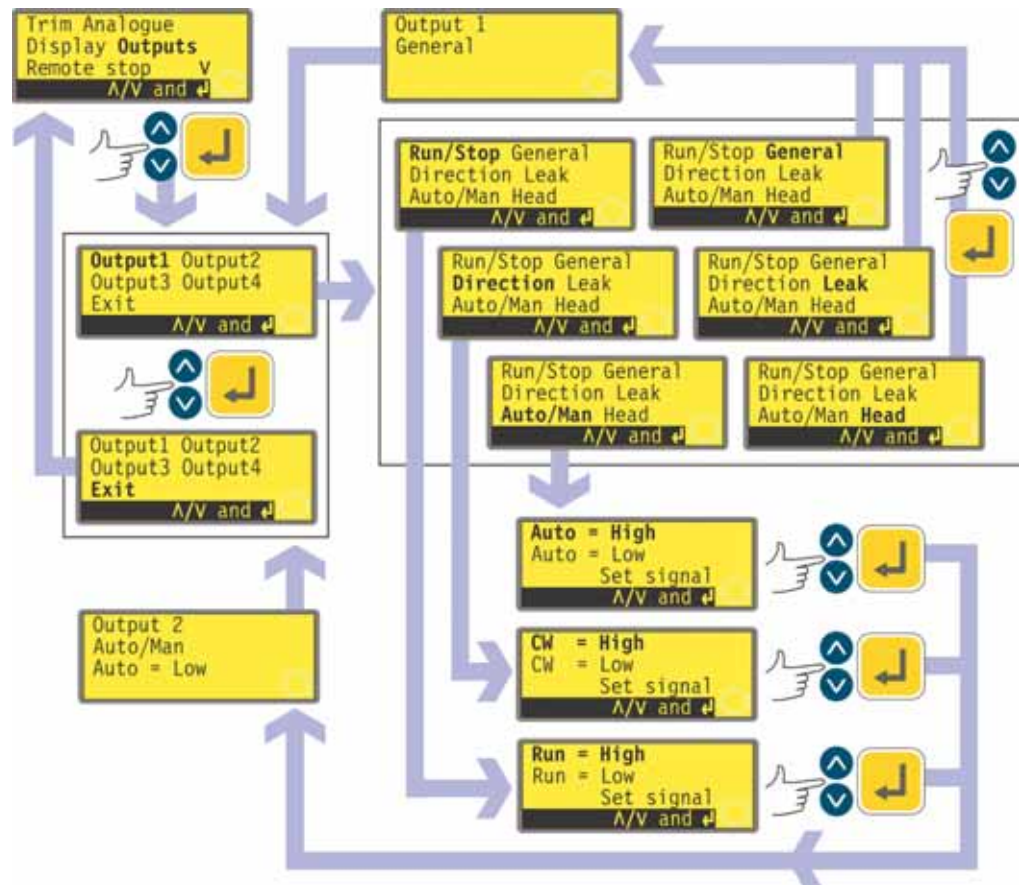 Trim Analogue
Display Outputs
Remote stop V
Λ/V and ↲
Output 1
General
Output1 Output2
Output3 Output4
Exit
Λ/V and ↲
Output1 Output2
Output3 Output4
Exit
Λ/V and ↲
Run/Stop General
Direction Leak
Auto/Man Head
Λ/V and ↲
Run/Stop General
Direction Leak
Auto/Man Head
Λ/V and ↲
Run/Stop General
Direction Leak
Auto/Man Head
Λ/V and ↲
Run/Stop General
Direction Leak
Auto/Man Head
Λ/V and ↲
Run/Stop General
Direction Leak
Auto/Man Head
Λ/V and ↲
Run/Stop General
Direction Leak
Auto/Man Head
Λ/V and ↲
Auto = High
Auto = Low
Set signal
Λ/V and ↲
CW = High
CW = Low
Set signal
Λ/V and ↲
Run = High
Run = Low
Set signal
Λ/V and ↲
Output 2
Auto/Man
Auto = Low